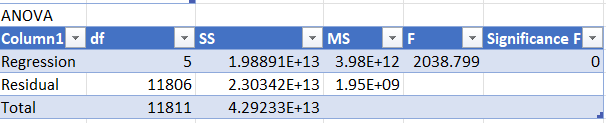 ANOVA
Column1 df SS MS F Significance F
Regression 5 1.98891E+13 3.98E+12 2038.799 0
Residual 11806 2.30342E+13 1.95E+09
Total 11811 4.29233E+13